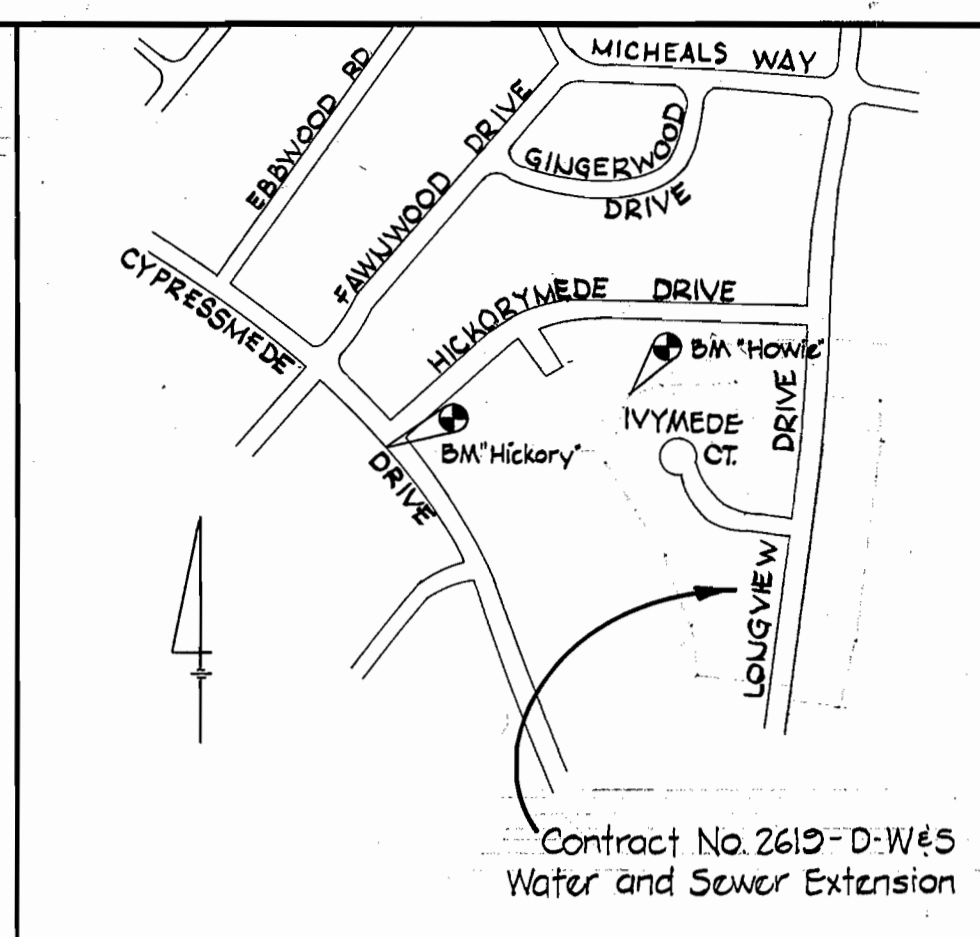 MICHEALS WAY
EBBWOOD RD
FAWNWOOD DRIVE
GINGERWOOD
DRIVE
CYPRESSMEDE
DRIVE
HICKORYMEDE DRIVE
BM "Howie"
IVYMEDE
CT.
BM "Hickory"
LONGVIEW
DRIVE
Contract No. 2619-D-W&S
Water and Sewer Extension